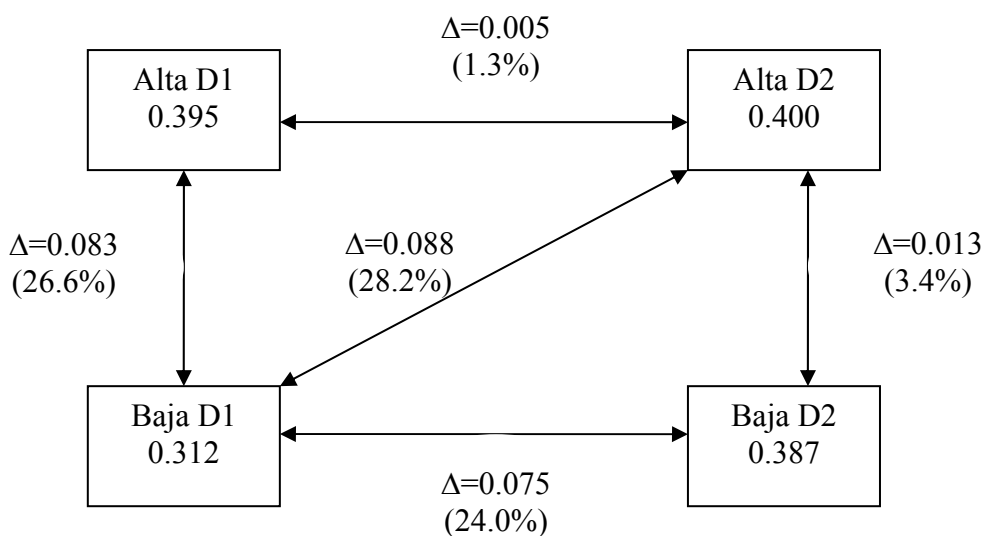 Δ=0.005
(1.3%)
Alta D1
0.395
Alta D2
0.400
Δ=0.083
(26.6%)
Δ=0.088
(28.2%)
Δ=0.013
(3.4%)
Baja D1
0.312
Baja D2
0.387
Δ=0.075
(24.0%)